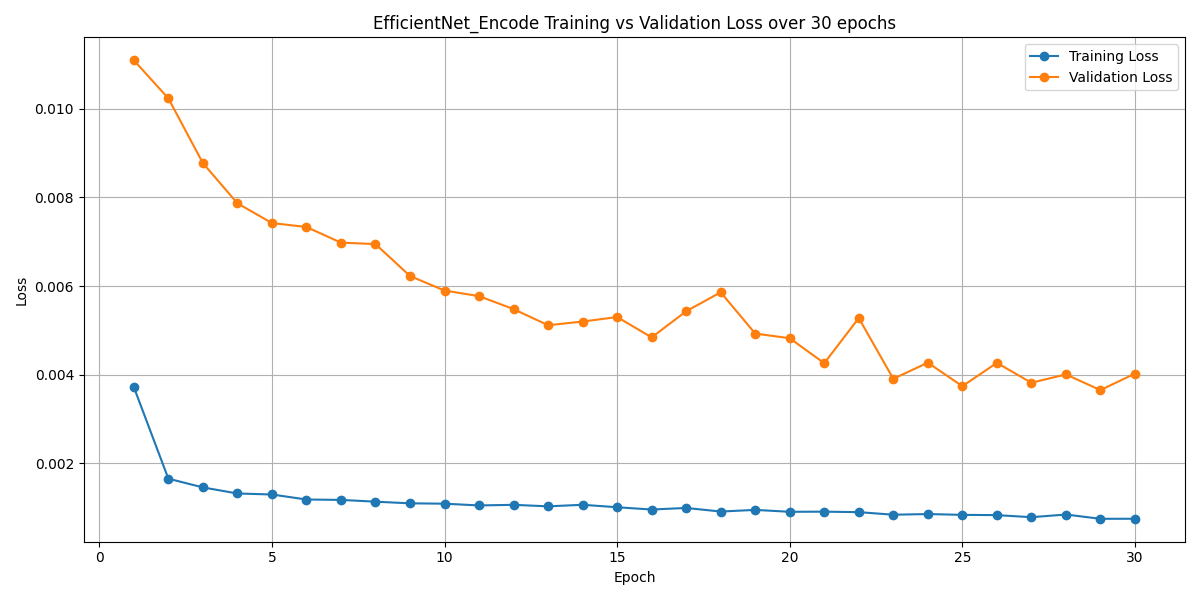 EfficientNet_Encode Training vs Validation Loss over 30 epochs
Training Loss
Validation Loss
0.010
0.008
0.006
0.004
0.002
Loss
0 5 10 15 20 25 30
Epoch